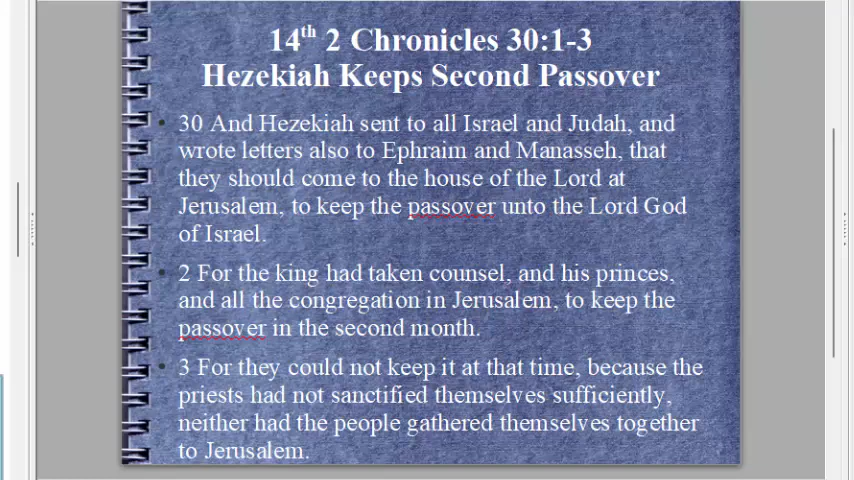 14th 2 Chronicles 30:1-3
Hezekiah Keeps Second Passover
• 30 And Hezekiah sent to all Israel and Judah, and
wrote letters also to Ephraim and Manasseh, that
they should come to the house of the Lord at
Jerusalem, to keep the passover unto the Lord God
of Israel.
• 2 For the king had taken counsel, and his princes,
and all the congregation in Jerusalem, to keep the
passover in the second month.
• 3 For they could not keep it at that time, because the
priests had not sanctified themselves sufficiently,
neither had the people gathered themselves together
to Jerusalem.